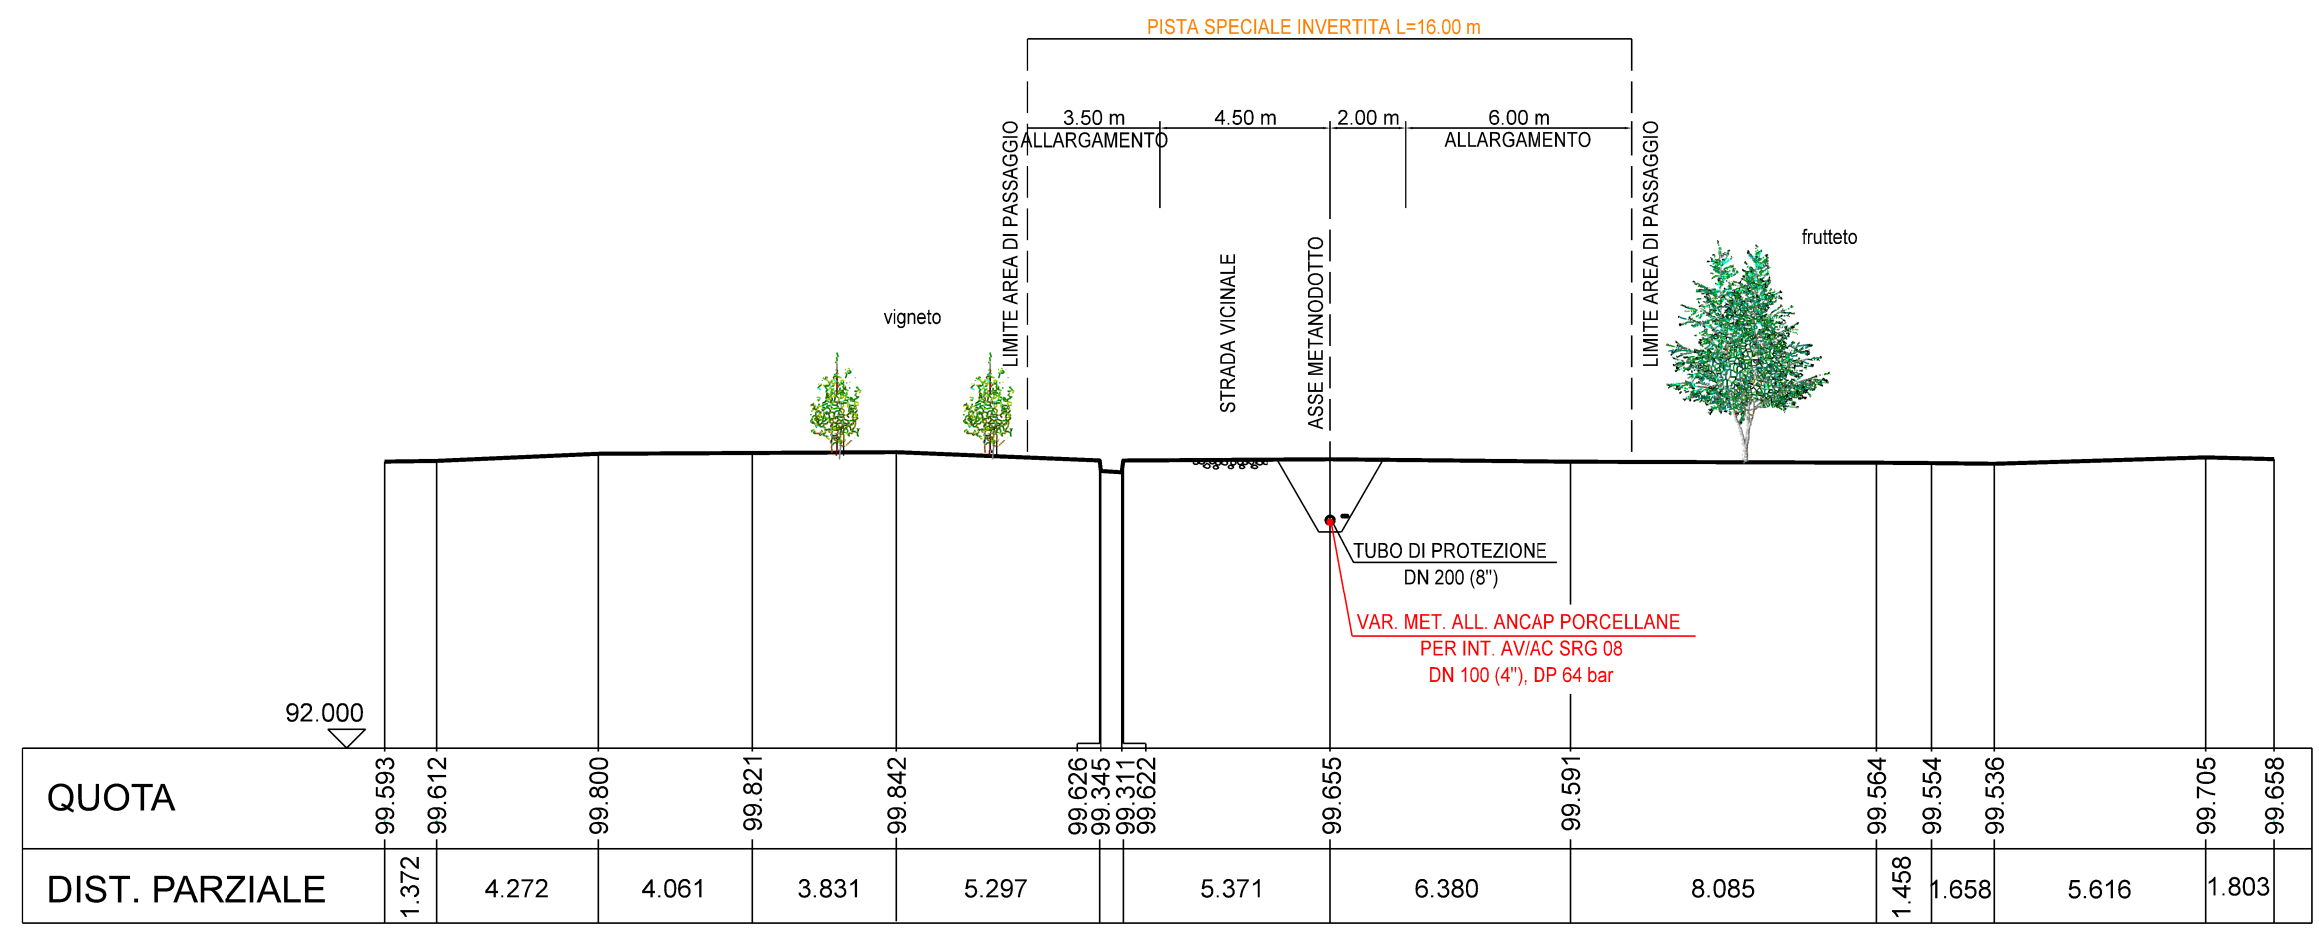 PISTA SPECIALE INVERTITA L=16.00 m
3.50 m
4.50 m
2.00 m
6.00 m
ALLARGAMENTO
ALLARGAMENTO
LIMITE AREA DI PASSAGGIO
STRADA VICINALE
ASSE METANODOTTO
LIMITE AREA DI PASSAGGIO
vigneto
frutteto
TUBO DI PROTEZIONE
DN 200 (8")
VAR. MET. ALL. ANCAP PORCELLANE
PER INT. AV/AC SRG 08
DN 100 (4"), DP 64 bar
92.000
QUOTA
99.593
99.612
99.800
99.821
99.842
99.626
99.345
99.311
99.622
99.655
99.591
99.564
99.554
99.536
99.705
99.658
DIST. PARZIALE
1.372
4.272
4.061
3.831
5.297
5.371
6.380
8.085
1.458
1.658
5.616
1.803